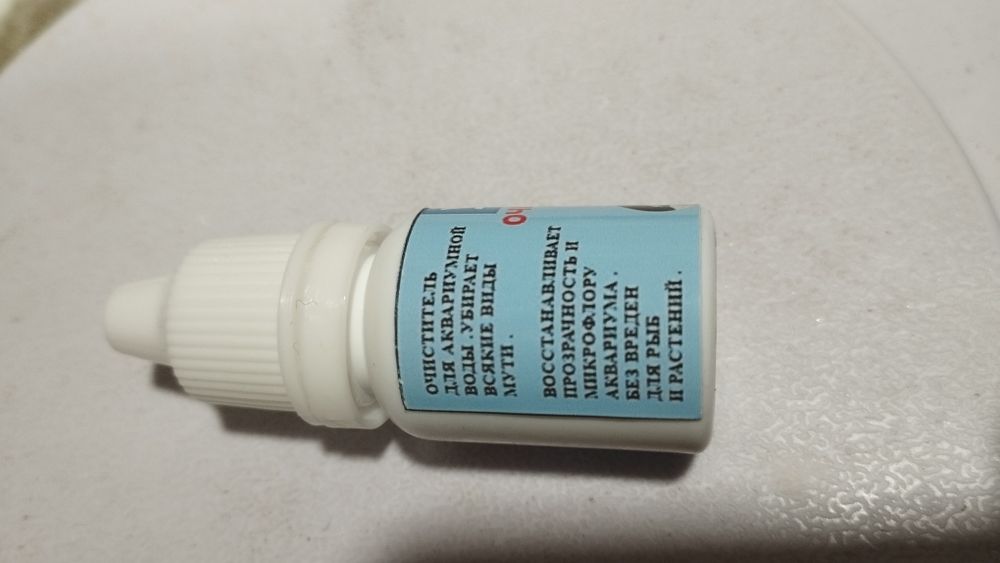 ОЧИСТИТЕЛЬ
ДЛЯ АКВАРИУМНОЙ
ВОДЫ . УБИРАЕТ
ВСЯКИЕ ВИДЫ
МУТИ .
ВОССТАНАВЛИВАЕТ
ПРОЗРАЧНОСТЬ И
МИКРОФЛОРУ
АКВАРИУМА .
БЕЗ ВРЕДЕН
ДЛЯ РЫБ
И РАСТЕНИЙ .